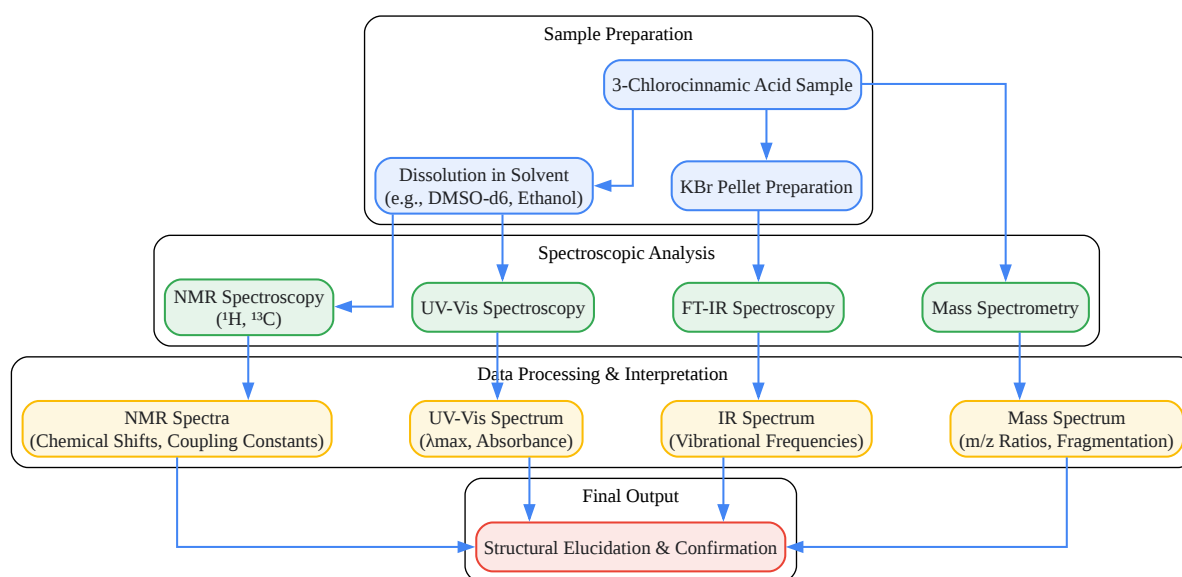 Sample Preparation
3-Chlorocinnamic Acid Sample
Dissolution in Solvent
(e.g., DMSO-d6, Ethanol)
KBr Pellet Preparation
Spectroscopic Analysis
NMR Spectroscopy
(¹H, ¹³C)
UV-Vis Spectroscopy
FT-IR Spectroscopy
Mass Spectrometry
Data Processing & Interpretation
NMR Spectra
(Chemical Shifts, Coupling Constants)
UV-Vis Spectrum
(λmax, Absorbance)
IR Spectrum
(Vibrational Frequencies)
Mass Spectrum
(m/z Ratios, Fragmentation)
Final Output
Structural Elucidation & Confirmation